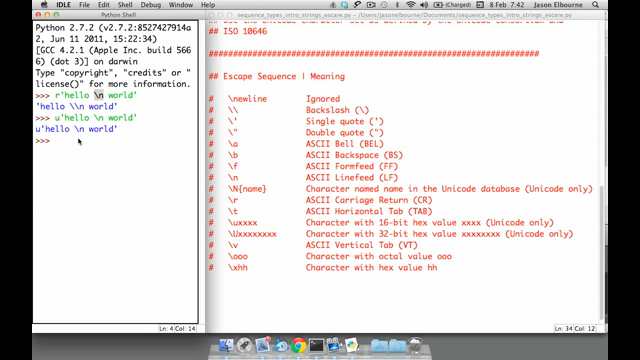 IDLE File Edit Shell Debug Window Help (Charged) 8 Feb 7:42 Jason Elbourne
Python Shell
sequence_types_intro_strings_escare.py - /Users/jasonelbourne/Documents/sequence_types_intro_strings_escare.py
Python 2.7.2 (v2.7.2:8527427914a
2, Jun 11 2011, 15:22:34)
[GCC 4.2.1 (Apple Inc. build 566
6) (dot 3)] on darwin
Type "copyright", "credits" or "
license()" for more information.
>>> r'hello \n world'
'hello \\n world'
>>> u'hello \n world'
u'hello \n world'
>>>
Ln: 4 Col: 14
## ISO 10646
################################################################
## Escape Sequence | Meaning
# \newline Ignored
# \\ Backslash (\)
# \' Single quote (')
# \" Double quote (")
# \a ASCII Bell (BEL)
# \b ASCII Backspace (BS)
# \f ASCII Formfeed (FF)
# \n ASCII Linefeed (LF)
# \N{name} Character named name in the Unicode database (Unicode only)
# \r ASCII Carriage Return (CR)
# \t ASCII Horizontal Tab (TAB)
# \uxxxx Character with 16-bit hex value xxxx (Unicode only)
# \Uxxxxxxxx Character with 32-bit hex value xxxxxxxx (Unicode only)
# \v ASCII Vertical Tab (VT)
# \ooo Character with octal value ooo
# \xhh Character with hex value hh
Ln: 34 Col: 12